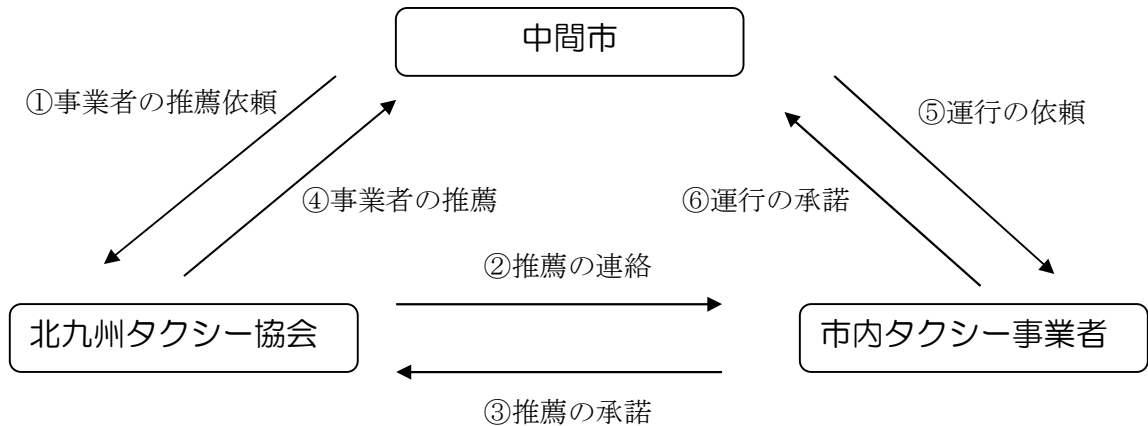 中間市
①事業者の推薦依頼
⑤運行の依頼
④事業者の推薦
⑥運行の承諾
②推薦の連絡
北九州タクシー協会
市内タクシー事業者
③推薦の承諾